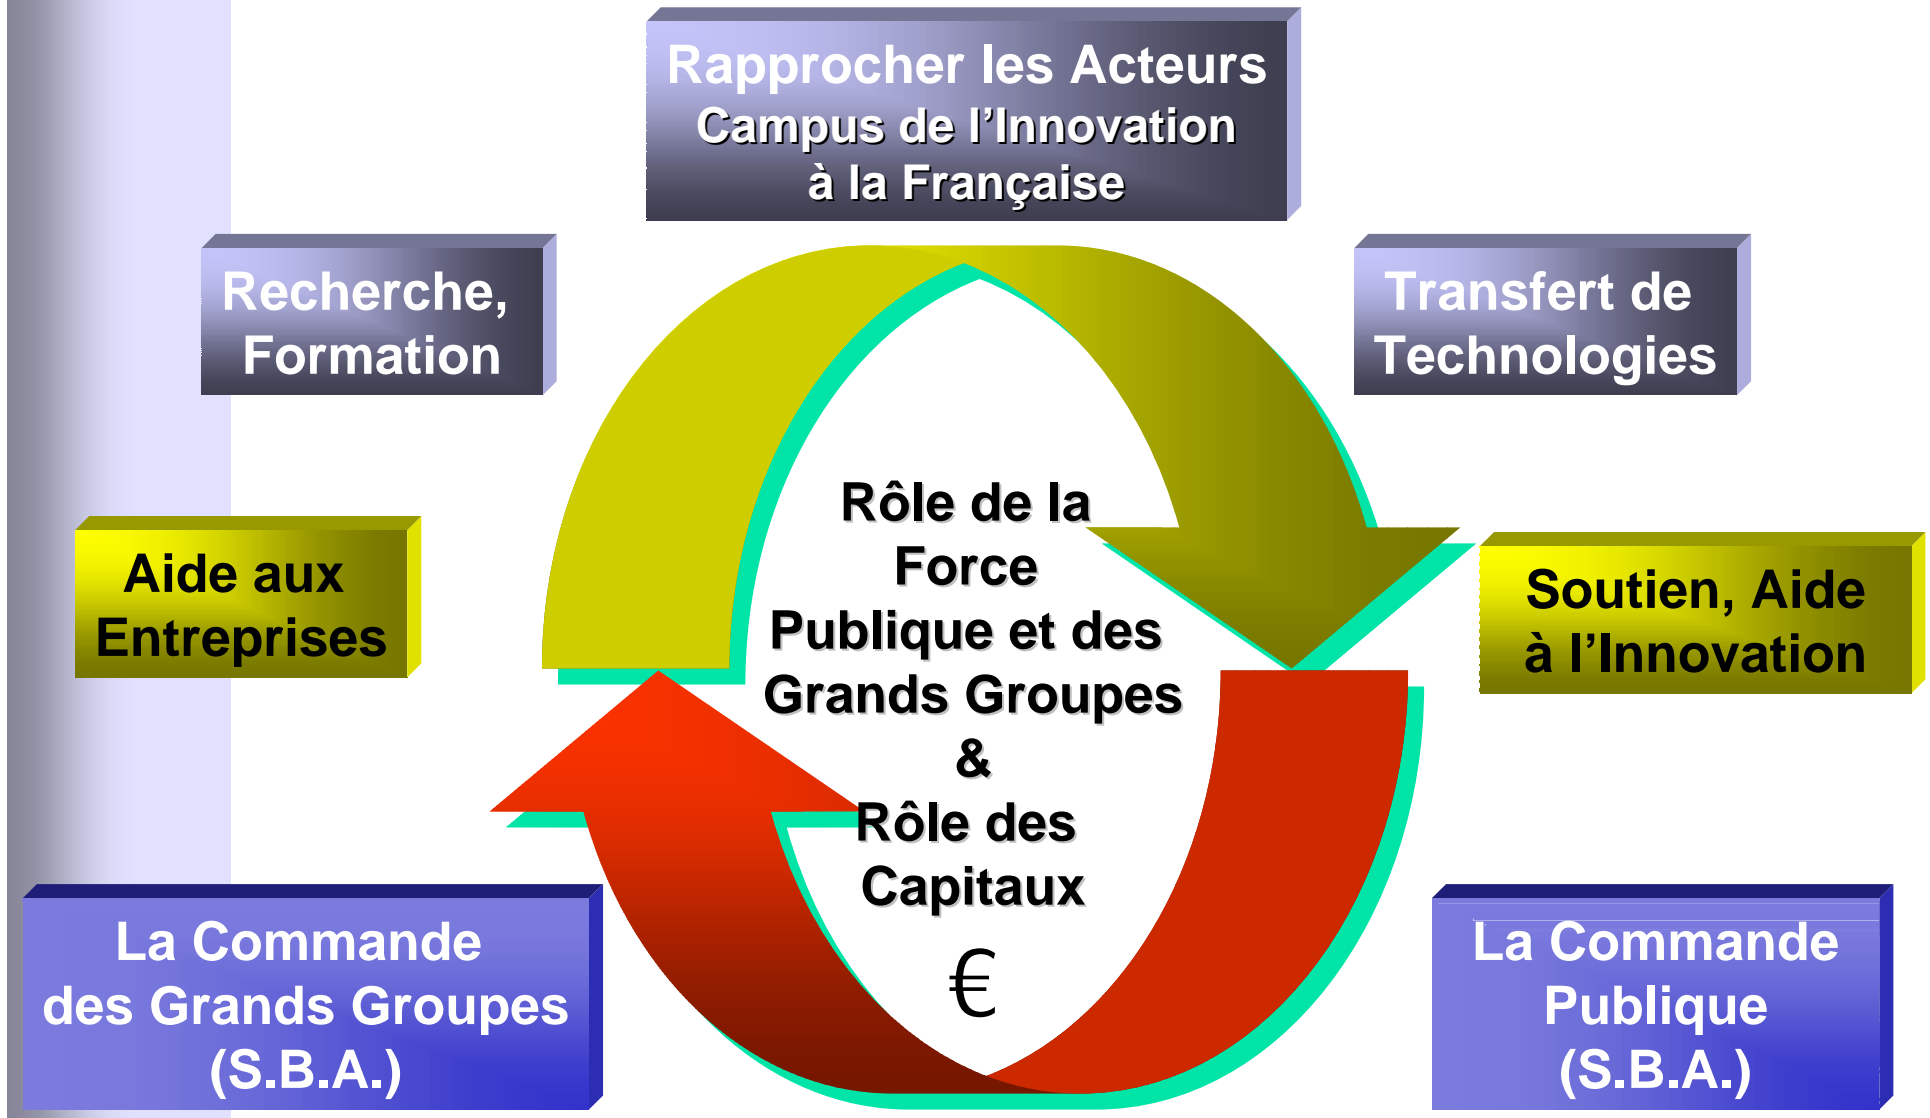 Rapprocher les Acteurs
Campus de l’Innovation
à la Française
Recherche,
Formation
Transfert de
Technologies
Aide aux
Entreprises
Rôle de la
Force
Publique et des
Grands Groupes
&
Rôle des
Capitaux
€
Soutien, Aide
à l’Innovation
La Commande
des Grands Groupes
(S.B.A.)
La Commande
Publique
(S.B.A.)